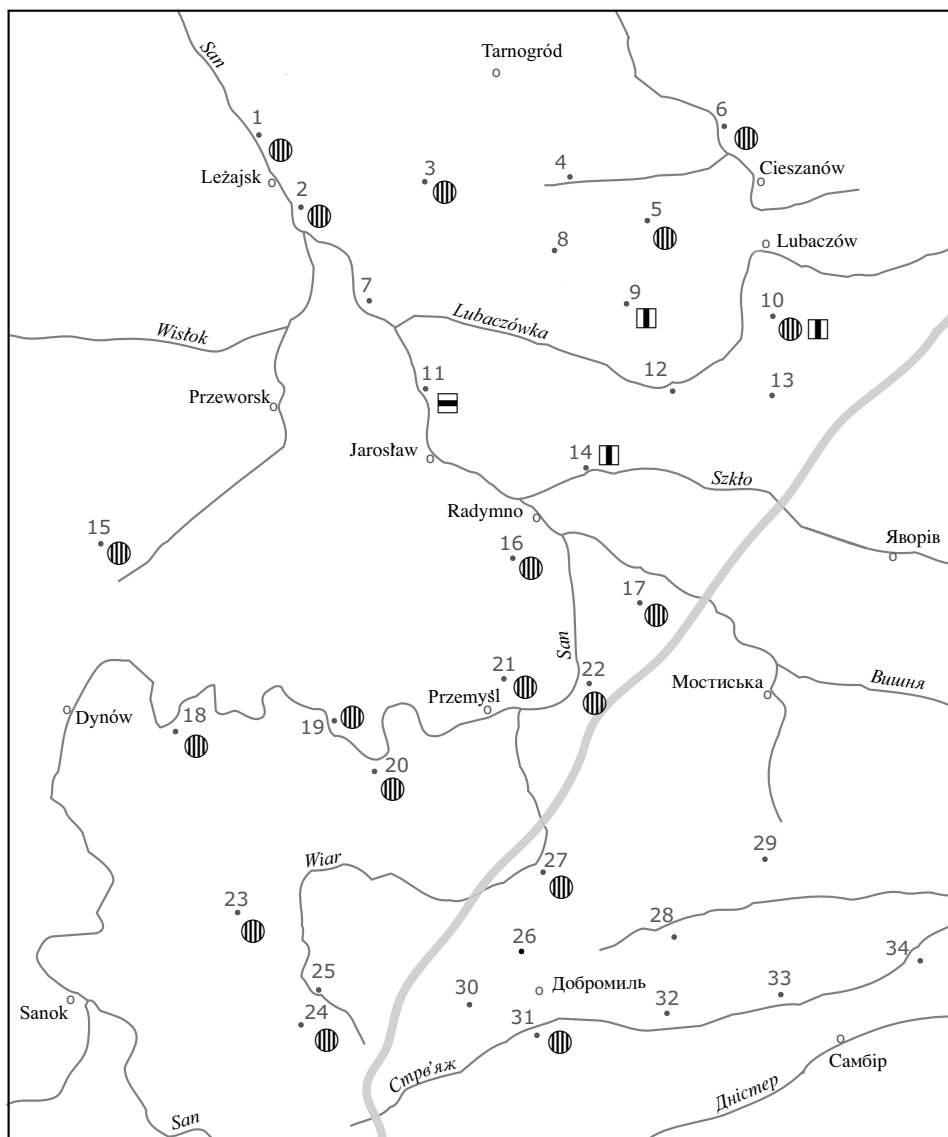 San
Tarnogród
6
1
3
4
Leżajsk
Cieszanów
2
5
8
Lubaczów
7
9
10
Wisłok
Lubaczówka
11
12
13
Przeworsk
Jarosław
14
Szkło
Radymno
15
16
Яворів
17
San
21
22
Przemyśl
Мостиська
Вишня
Dynów
18
19
20
Wiar
27
29
23
28
26
34
25
30
Добромиль
33
Sanok
24
31
32
Самбір
Стрв'яж
Дністер
San